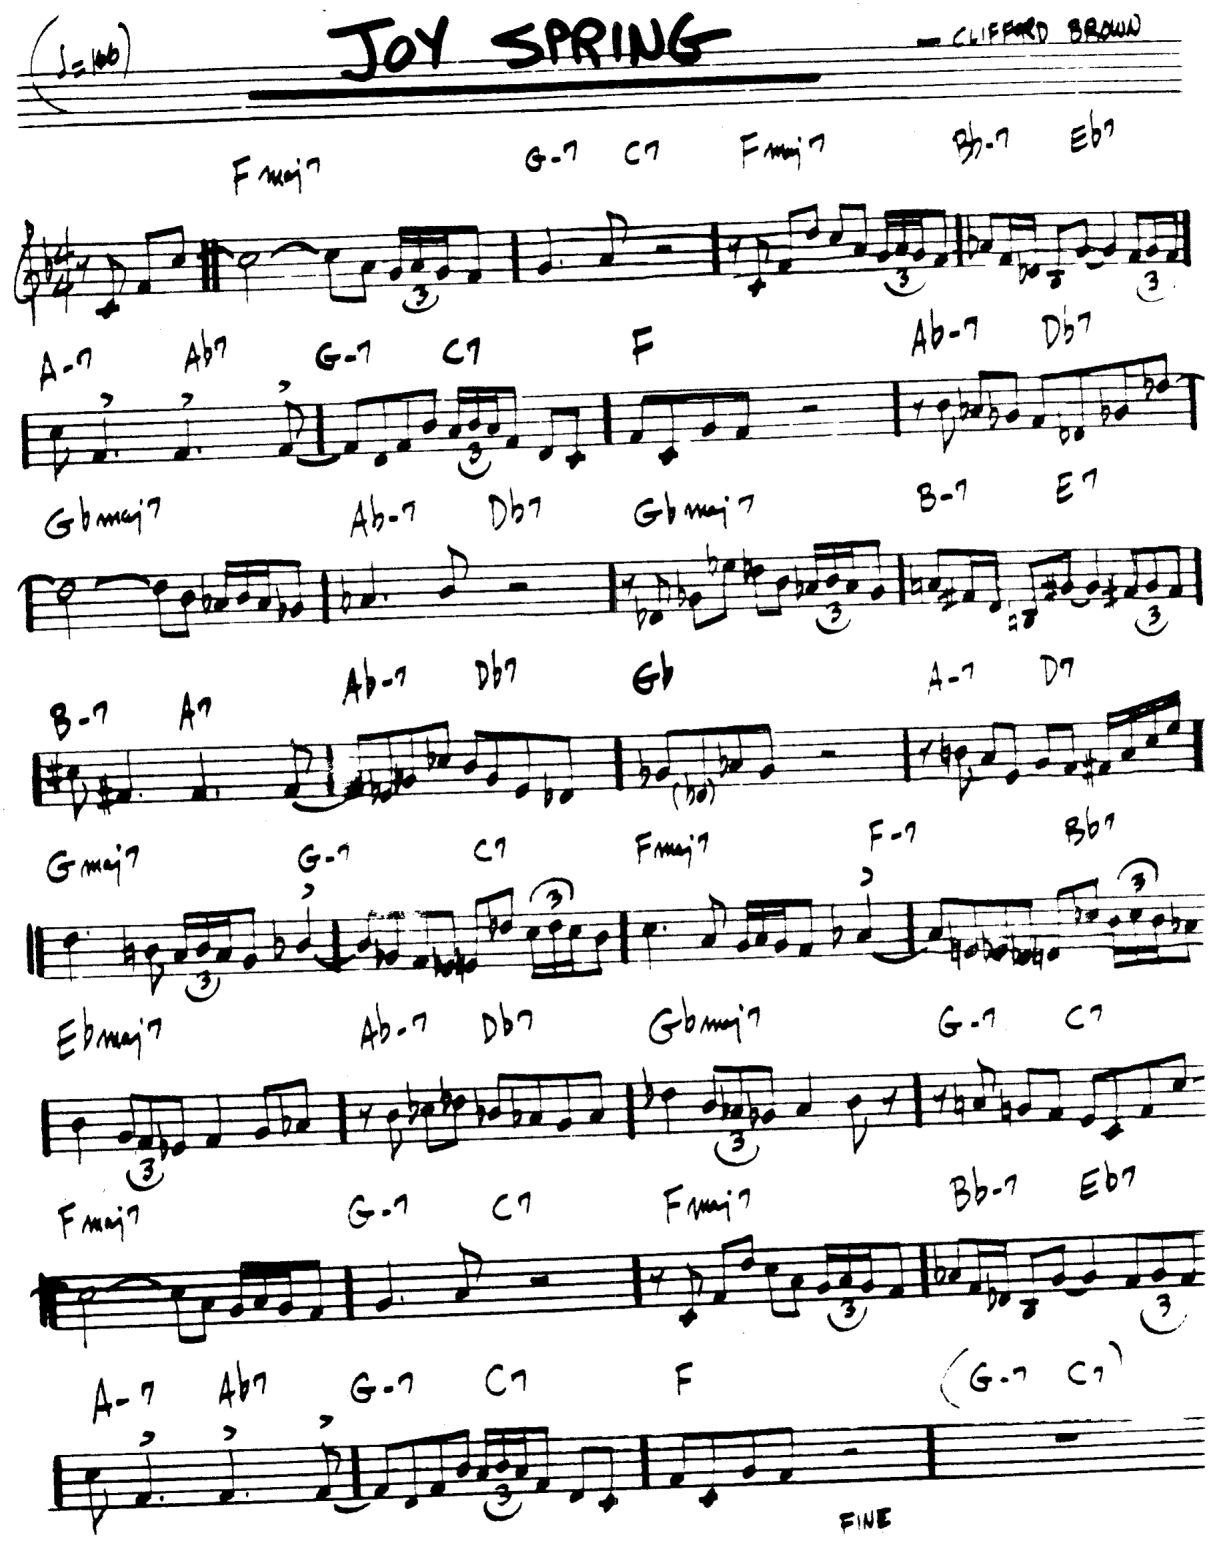 (♩=166) JOY SPRING — CLIFFORD BROWN
Fmaj7 G-7 C7 Fmaj7 Bb-7 Eb7
3 3 3
A-7 Ab7 G-7 C7 F Ab-7 Db7
3
Gbmaj7 Ab-7 Db7 Gbmaj7 B-7 E7
3 3
B-7 A7 Ab-7 Db7 Gb A-7 D7
Gmaj7 G-7 C7 Fmaj7 F-7 Bb7
3 3 3
Ebmaj7 Ab-7 Db7 Gbmaj7 G-7 C7
3 3
Fmaj7 G-7 C7 Fmaj7 Bb-7 Eb7
3 3
A-7 Ab7 G-7 C7 F (G-7 C7)
3
FINE